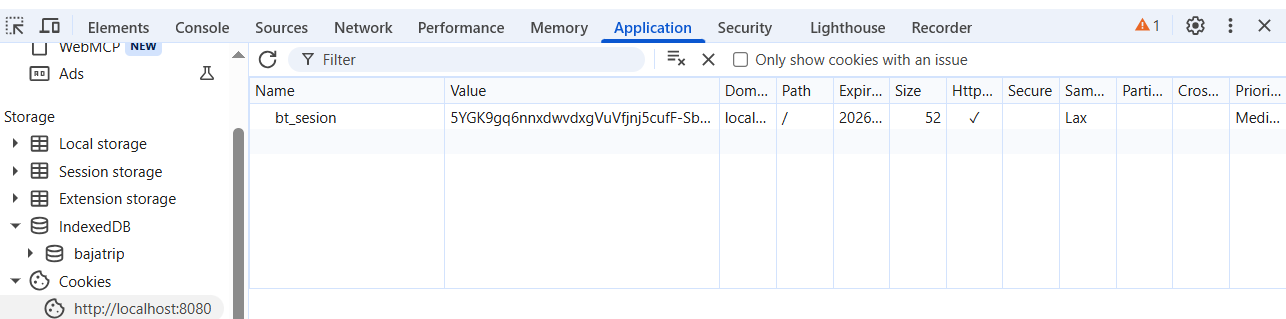 Elements Console Sources Network Performance Memory Application Security Lighthouse Recorder 1
WebMCP NEW
Ads
Storage
Local storage
Session storage
Extension storage
IndexedDB
bajatrip
Cookies
http://localhost:8080
Filter Only show cookies with an issue
Name Value Dom... Path Expir... Size Http... Secure Sam... Parti... Cros... Priori...
bt_sesion 5YGK9gq6nnxdwvdxgVuVfjnj5cufF-Sb... local... / 2026... 52 ✓ Lax Medi...